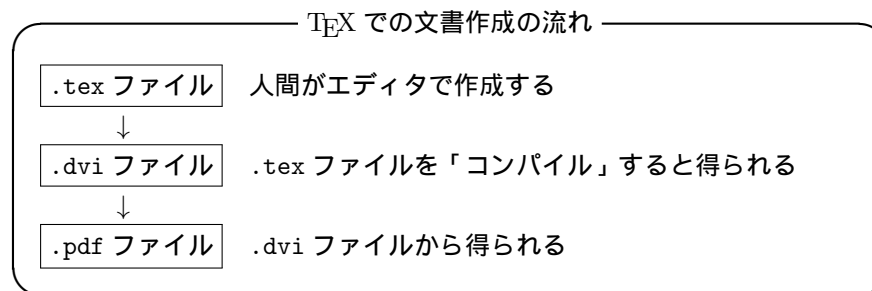 TEX での文書作成の流れ
.tex ファイル 人間がエディタで作成する
↓
.dvi ファイル .tex ファイルを「コンパイル」すると得られる
↓
.pdf ファイル .dvi ファイルから得られる